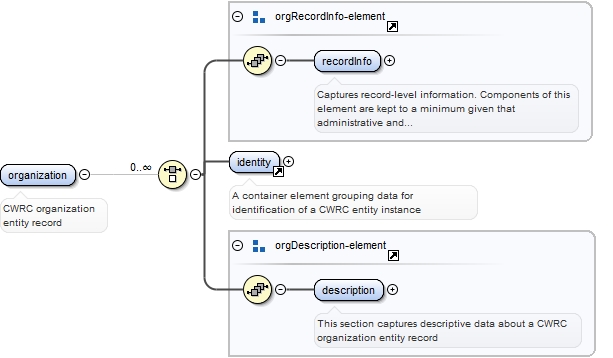 orgRecordInfo-element
recordInfo
Captures record-level information. Components of this
element are kept to a minimum given that
administrative and...
0..∞
identity
organization
A container element grouping data for
identification of a CWRC entity instance
CWRC organization
entity record
orgDescription-element
description
This section captures descriptive data about a CWRC
organization entity record